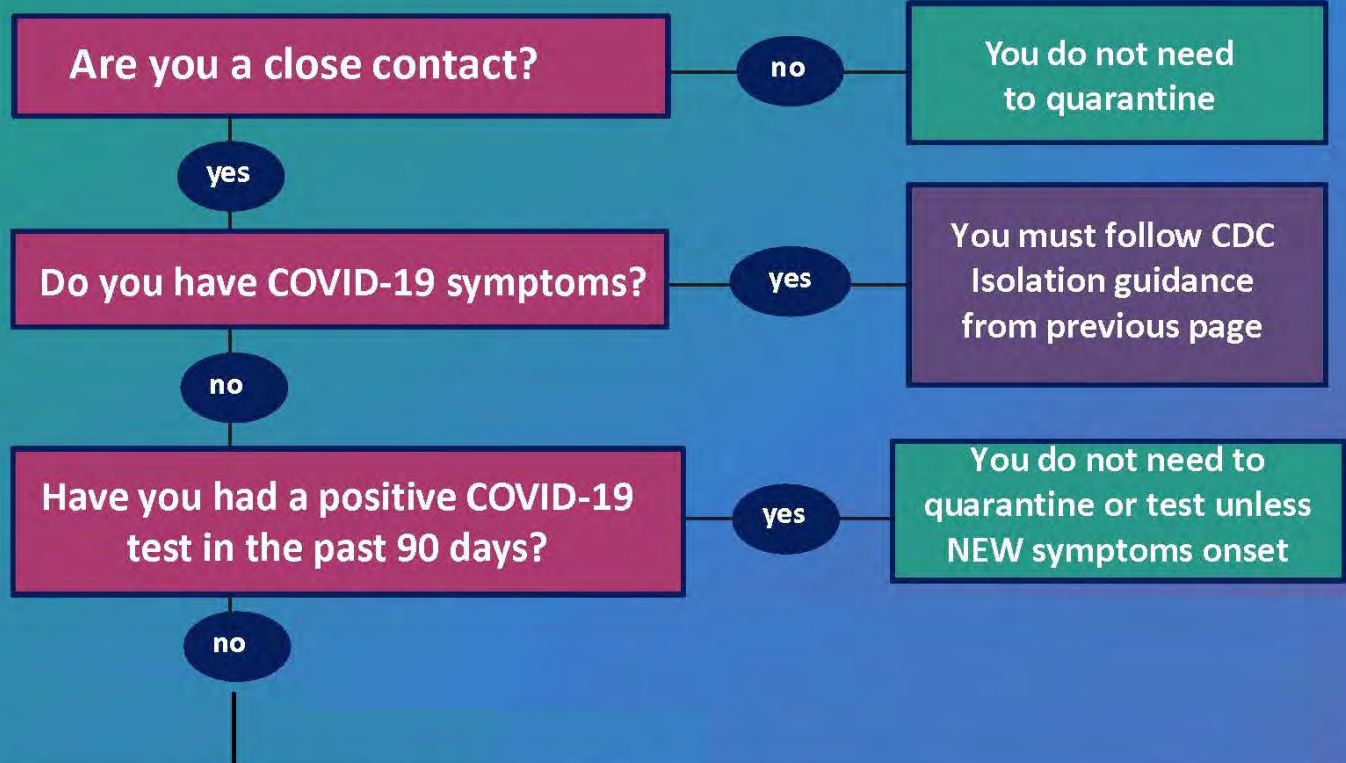 Are you a close contact?
no
You do not need
to quarantine
yes
Do you have COVID-19 symptoms?
yes
You must follow CDC
Isolation guidance
from previous page
no
Have you had a positive COVID-19
test in the past 90 days?
yes
You do not need to
quarantine or test unless
NEW symptoms onset
no